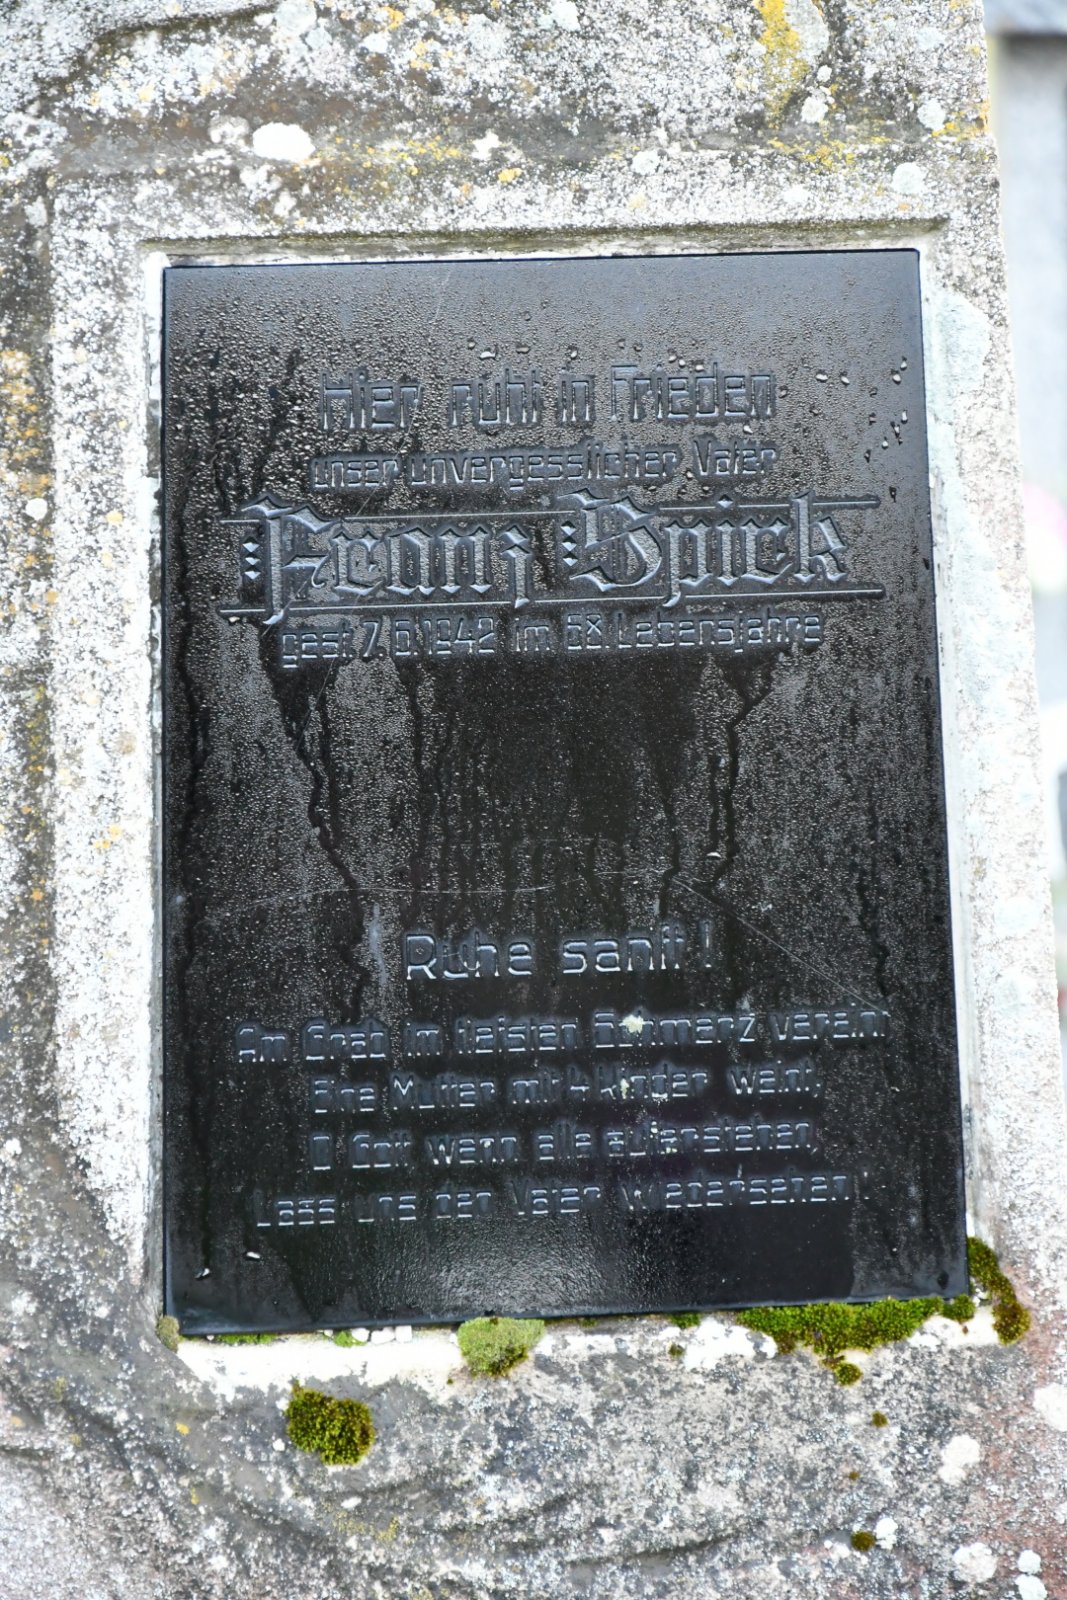 Hier ruht in Frieden
unser unvergesslicher Vater
Franz Spick
gest. 7.6.1942 im 68. Lebensjahre
Ruhe sanft!
Am Grab im tiefsten Schmerz vereint
Eine Mutter mit 4 Kinder weint,
O Gott, wenn alle auferstehen,
Lass uns den Vater wiedersehen!